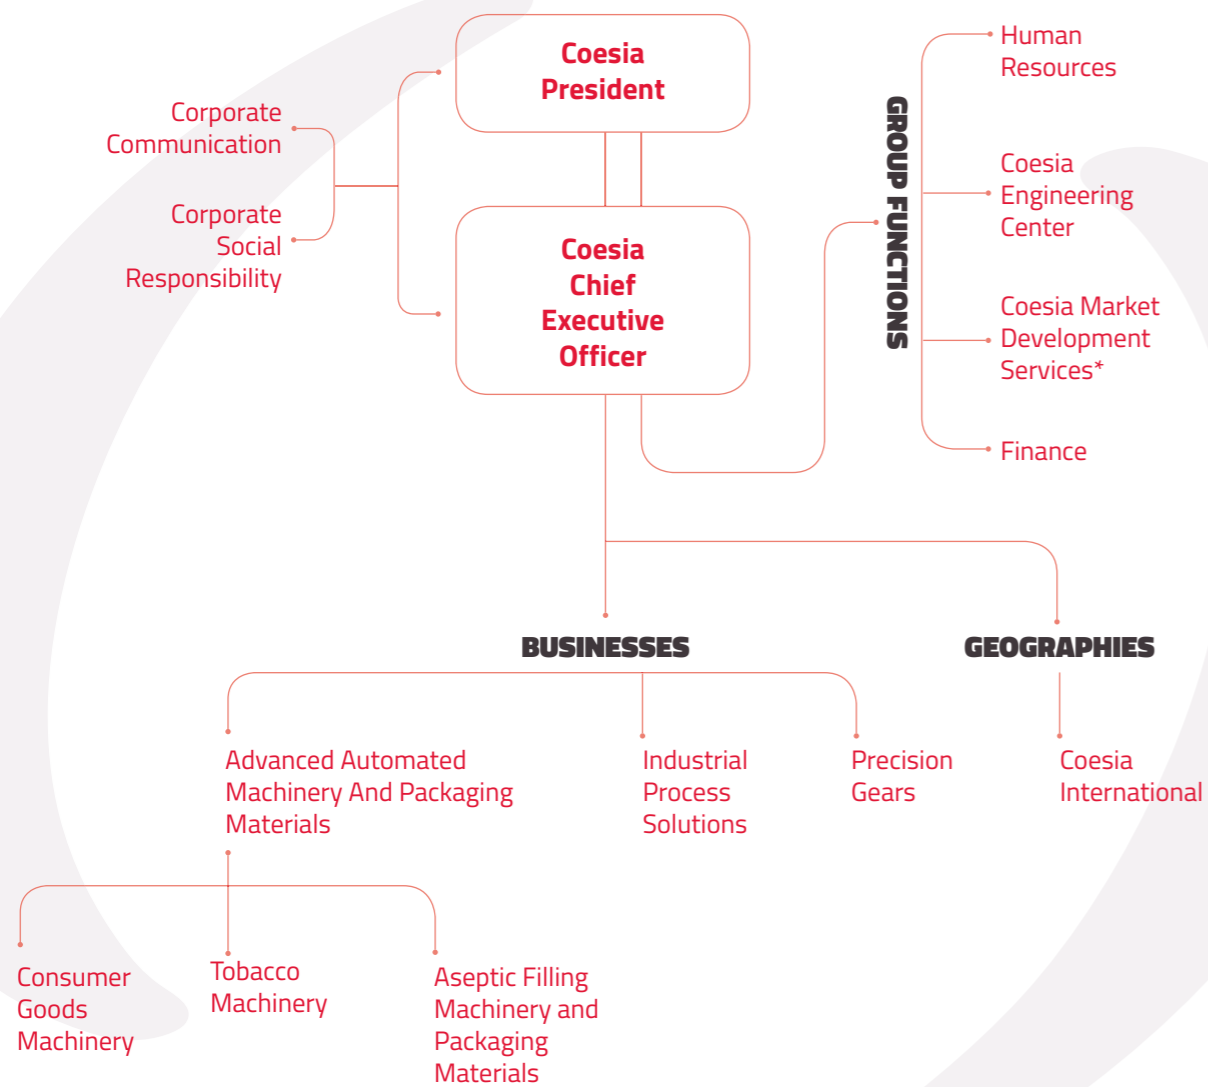 Coesia
President
Corporate
Communication
Corporate
Social
Responsibility
Coesia
Chief
Executive
Officer
GROUP FUNCTIONS
Human
Resources
Coesia
Engineering
Center
Coesia Market
Development
Services*
Finance
BUSINESSES
GEOGRAPHIES
Advanced Automated
Machinery And Packaging
Materials
Industrial
Process
Solutions
Precision
Gears
Coesia
International
Consumer
Goods
Machinery
Tobacco
Machinery
Aseptic Filling
Machinery and
Packaging
Materials